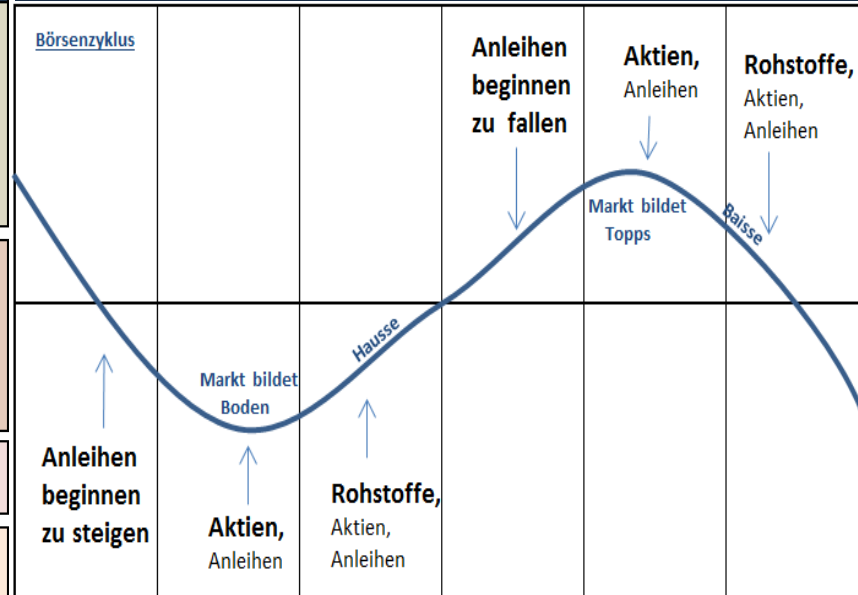 Börsenzyklus
Anleihen
beginnen
zu fallen
Aktien,
Anleihen
Rohstoffe,
Aktien,
Anleihen
Markt bildet
Topps
Baisse
Hausse
Markt bildet
Boden
Anleihen
beginnen
zu steigen
Aktien,
Anleihen
Rohstoffe,
Aktien,
Anleihen